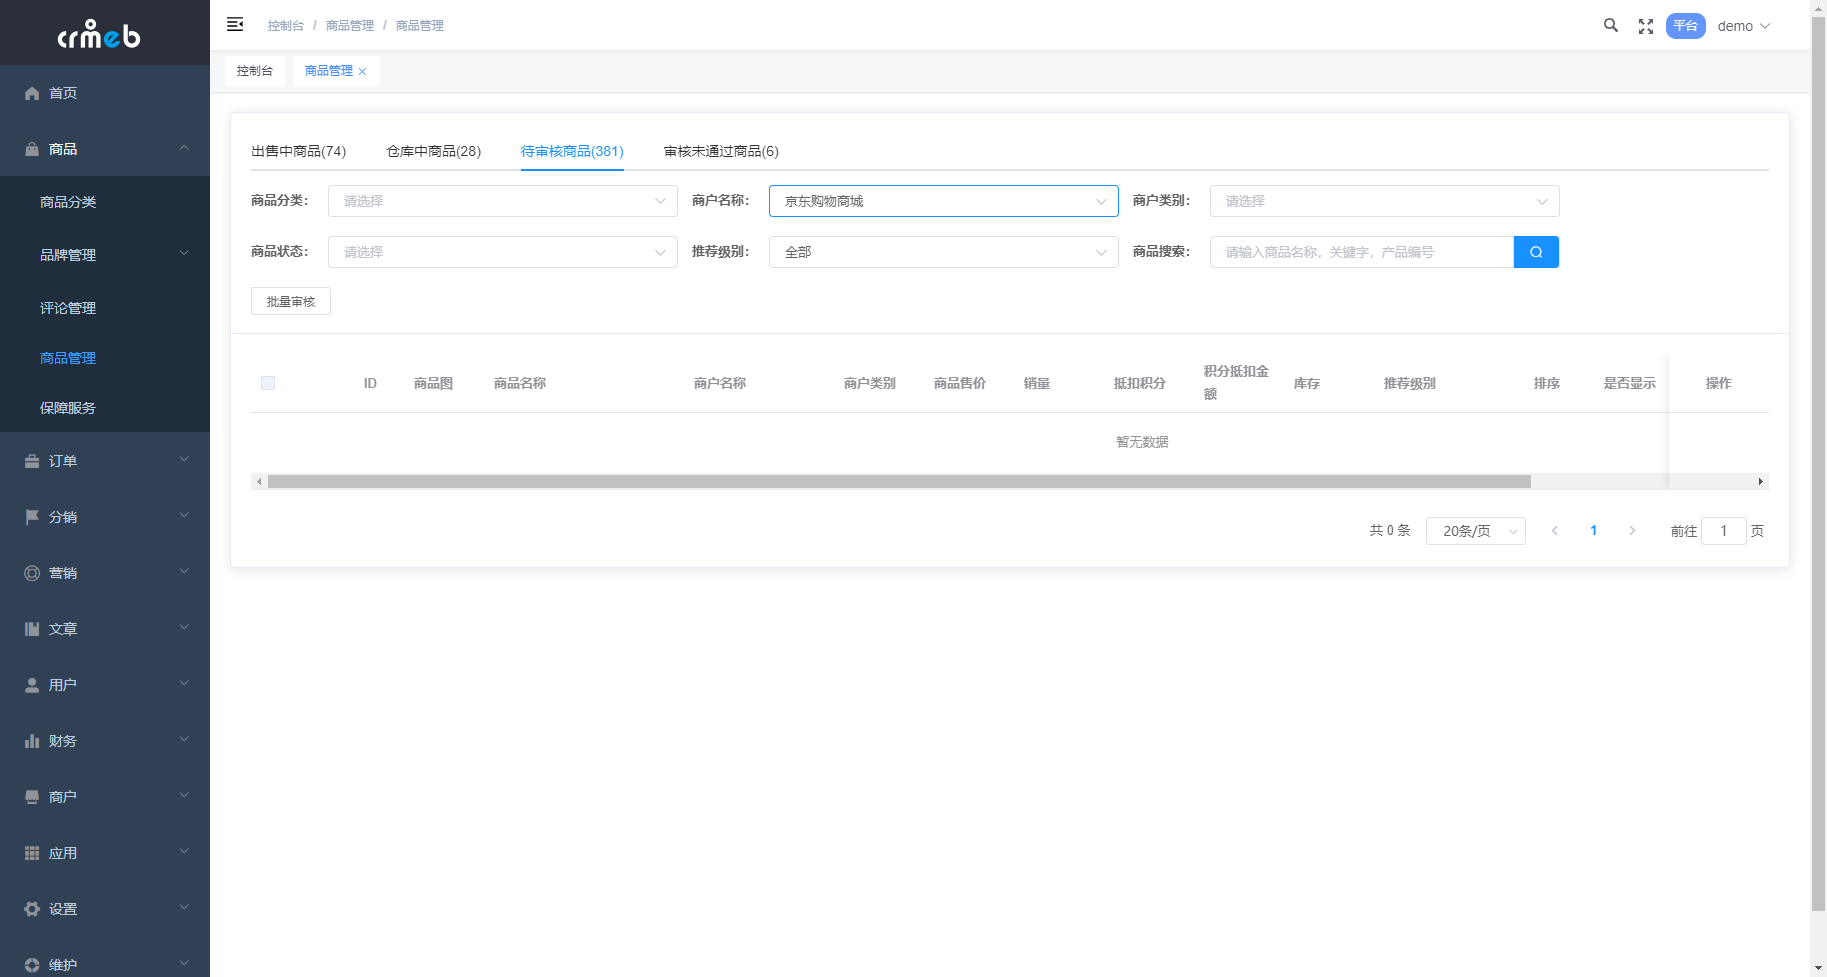 crmeb
控制台 / 商品管理 / 商品管理
平台 demo
控制台 商品管理
首页
商品
商品分类
品牌管理
评论管理
商品管理
保障服务
订单
分销
营销
文章
用户
财务
商户
应用
设置
维护
出售中商品(74) 仓库中商品(28) 待审核商品(381) 审核未通过商品(6)
商品分类： 请选择 商户名称： 京东购物商城 商户类别： 请选择
商品状态： 请选择 推荐级别： 全部 商品搜索： 请输入商品名称，关键字，产品编号
批量审核
ID 商品图 商品名称 商户名称 商户类别 商品售价 销量 抵扣积分 积分抵扣金额 库存 推荐级别 排序 是否显示 操作
暂无数据
共 0 条 20条/页 1 前往 1 页